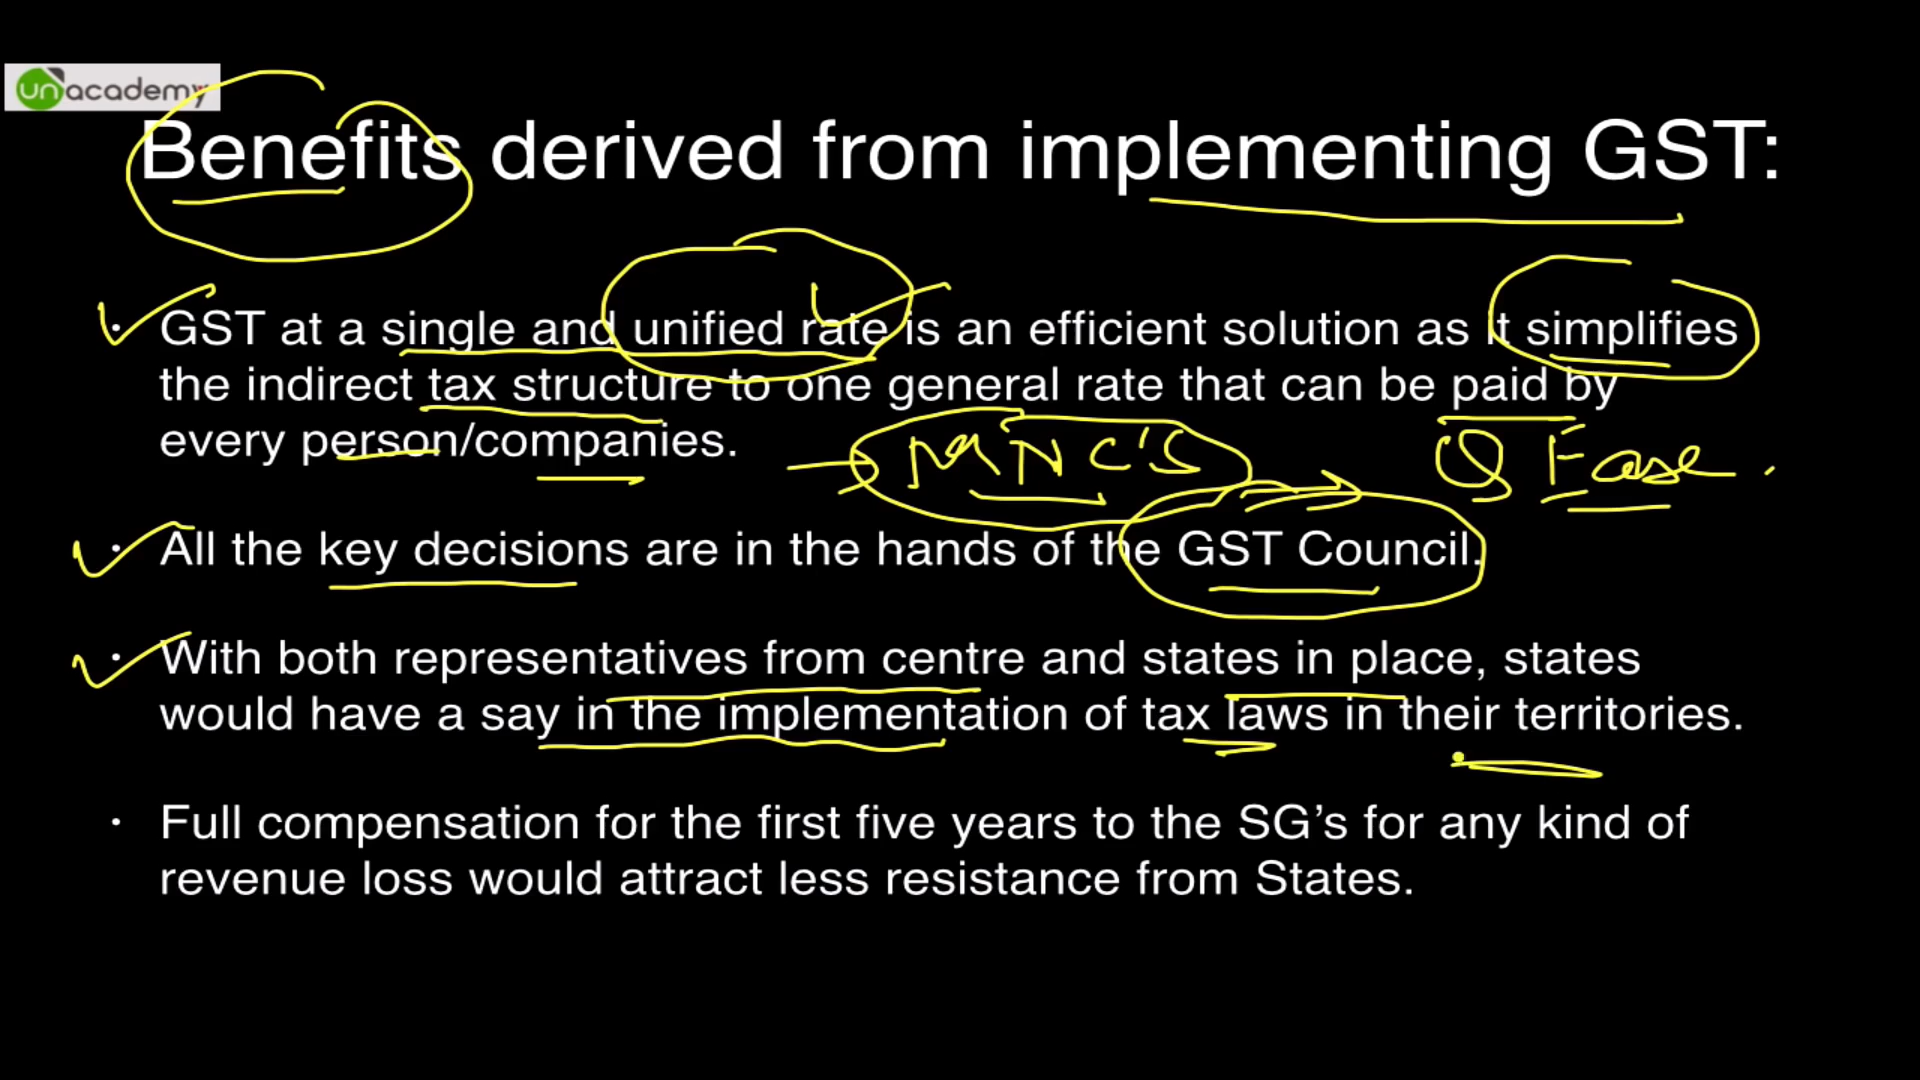 unacademy
Benefits derived from implementing GST:
• GST at a single and unified rate is an efficient solution as it simplifies
the indirect tax structure to one general rate that can be paid by
every person/companies.
MNC'S
Ease.
• All the key decisions are in the hands of the GST Council.
• With both representatives from centre and states in place, states
would have a say in the implementation of tax laws in their territories.
• Full compensation for the first five years to the SG's for any kind of
revenue loss would attract less resistance from States.